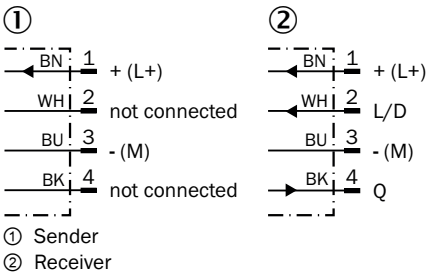 ① ②
BN 1 + (L+) BN 1 + (L+)
WH 2 not connected WH 2 L/D
BU 3 - (M) BU 3 - (M)
BK 4 not connected BK 4 Q
① Sender
② Receiver